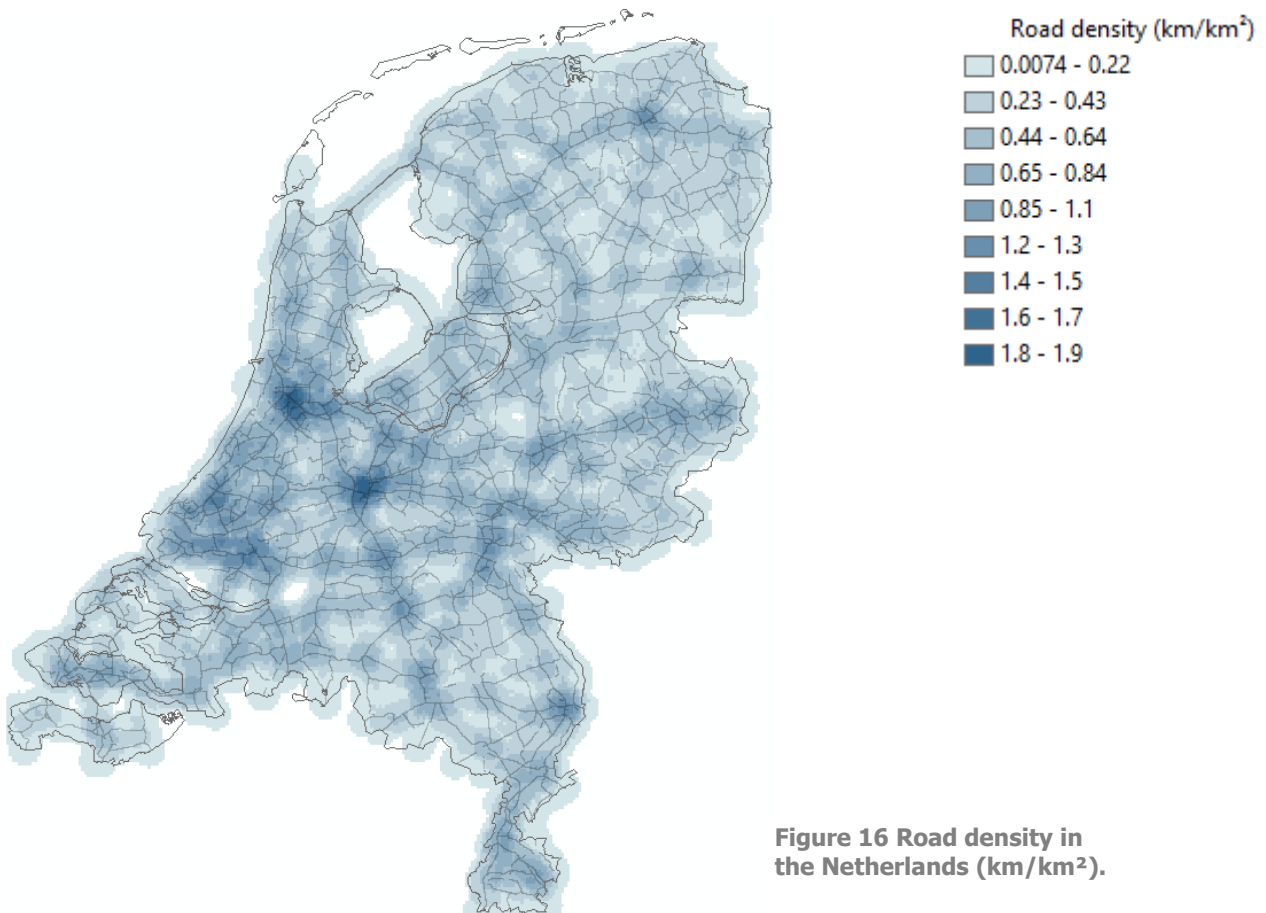 Road density (km/km²)
0.0074 - 0.22
0.23 - 0.43
0.44 - 0.64
0.65 - 0.84
0.85 - 1.1
1.2 - 1.3
1.4 - 1.5
1.6 - 1.7
1.8 - 1.9
Figure 16 Road density in
the Netherlands (km/km²).